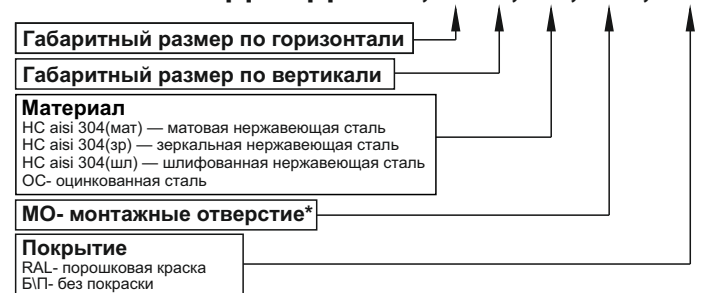 Габаритный размер по горизонтали
Габаритный размер по вертикали
Материал
НС aisi 304(мат) — матовая нержавеющая сталь
НС aisi 304(зр) — зеркальная нержавеющая сталь
НС aisi 304(шл) — шлифованная нержавеющая сталь
ОС- оцинкованная сталь
МО- монтажные отверстие*
Покрытие
RAL- порошковая краска
Б\П- без покраски